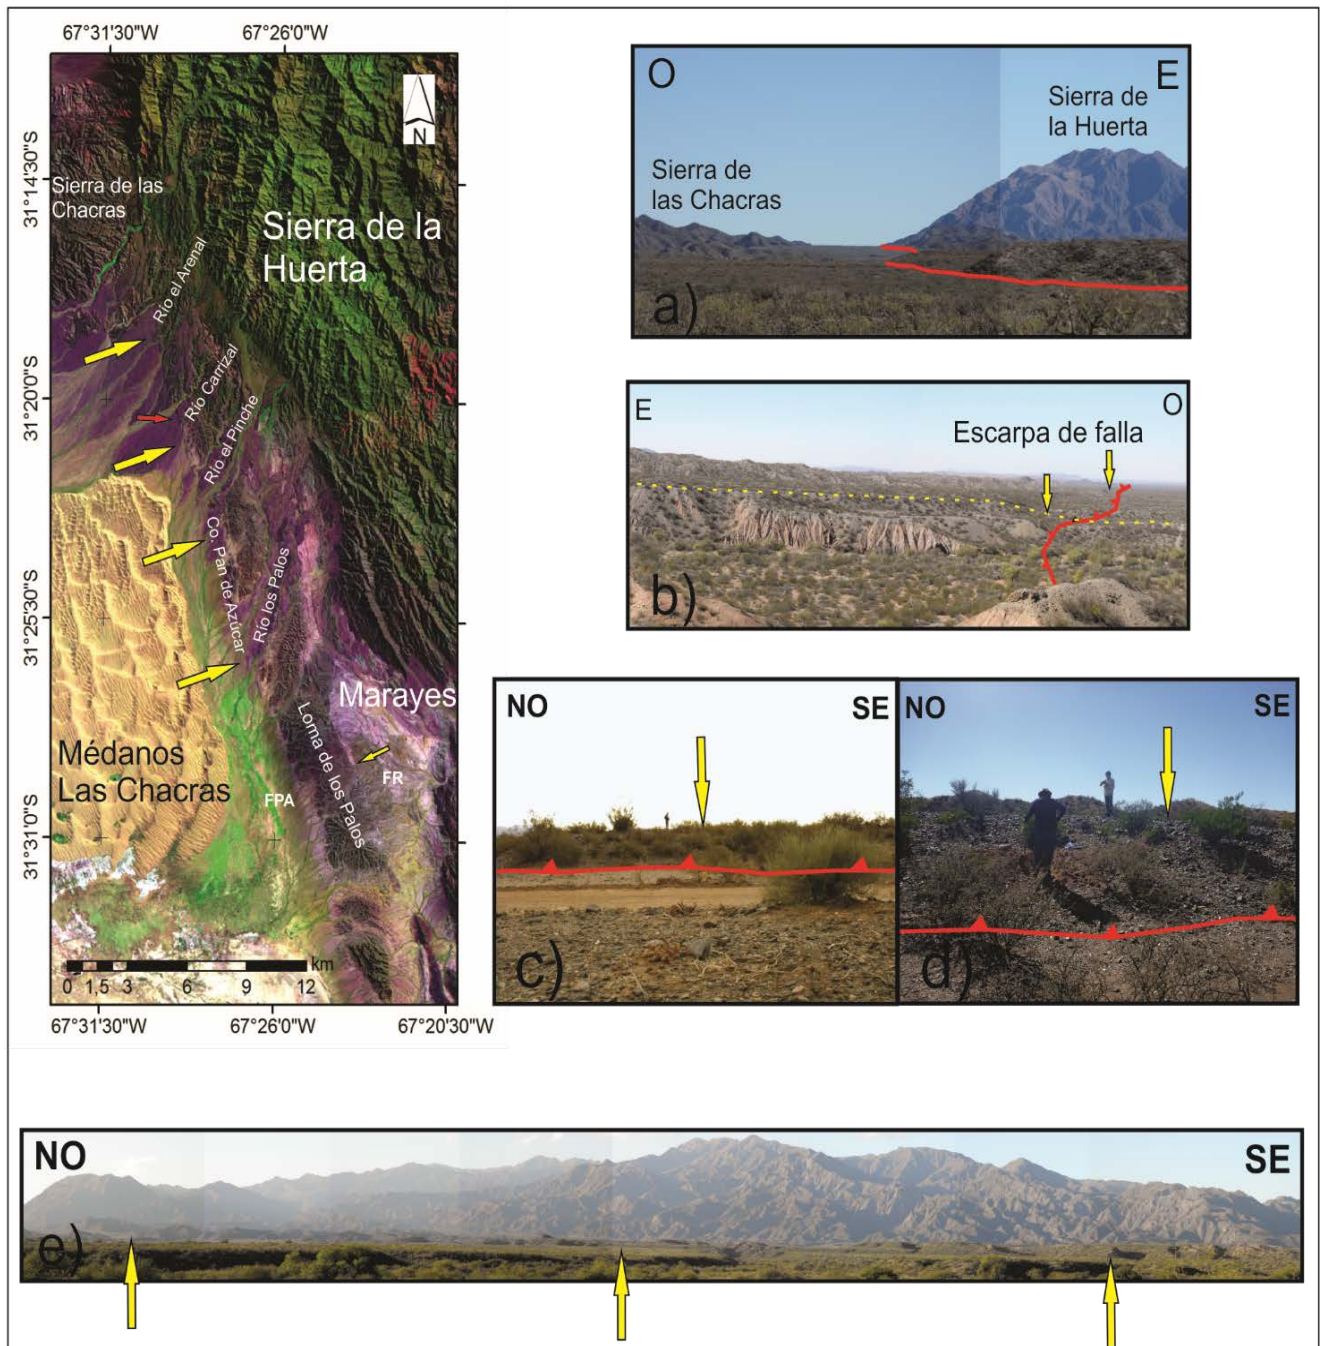 67°31'30"W 67°26'0"W
31°14'30"S
31°20'0"S
31°25'30"S
31°31'0"S
N
Sierra de las
Chacras
Sierra de la
Huerta
Río el Arenal
Río Carrizal
Río el Pinche
Co. Pan de Azúcar
Río los Palos
Marayes
Loma de los Palos
FR
FPA
Médanos
Las Chacras
km
0 1,5 3 6 9 12
67°31'30"W 67°26'0"W 67°20'30"W
O E
Sierra de
la Huerta
Sierra de
las Chacras
a)
E O
Escarpa de falla
b)
NO SE
c)
NO SE
d)
NO SE
e)